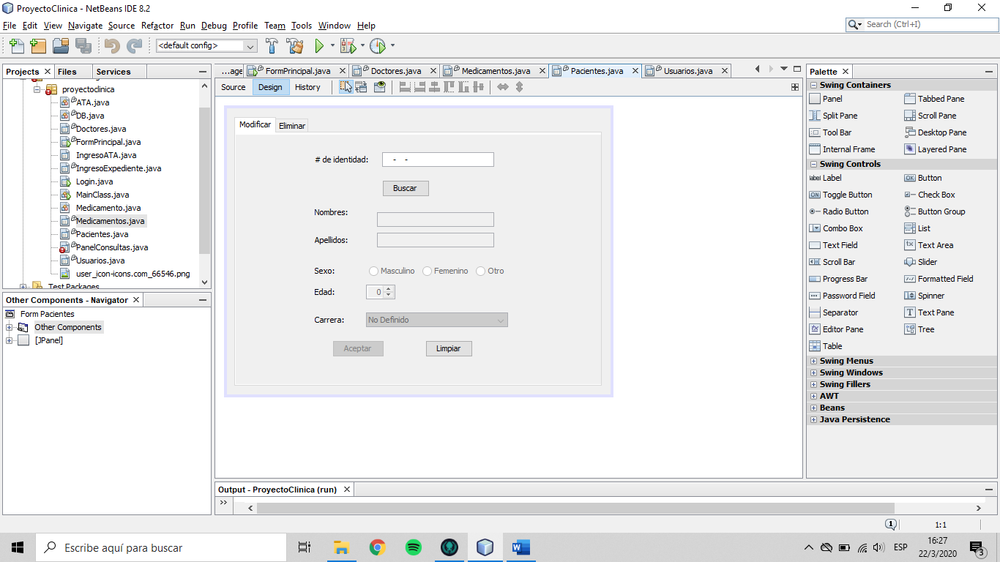 ProyectoClinica - NetBeans IDE 8.2
File Edit View Navigate Source Refactor Run Debug Profile Team Tools Window Help
Search (Ctrl+I)
<default config>
Projects Files Services
proyectoclinica
ATA.java
DB.java
Doctores.java
FormPrincipal.java
IngresoATA.java
IngresoExpediente.java
Login.java
MainClass.java
Medicamento.java
Medicamentos.java
Pacientes.java
PanelConsultas.java
Usuarios.java
user_icon-icons.com_66546.png
Test Packages
Other Components - Navigator
Form Pacientes
Other Components
[JPanel]
...age FormPrincipal.java Doctores.java Medicamentos.java Pacientes.java Usuarios.java
Source Design History
Modificar Eliminar
# de identidad: - -
Buscar
Nombres:
Apellidos:
Sexo: Masculino Femenino Otro
Edad: 0
Carrera: No Definido
Aceptar Limpiar
Output - ProyectoClinica (run)
Palette
Swing Containers
Panel Tabbed Pane
Split Pane Scroll Pane
Tool Bar Desktop Pane
Internal Frame Layered Pane
Swing Controls
label Label OK Button
ON Toggle Button Check Box
Radio Button Button Group
Combo Box List
Text Field Text Area
Scroll Bar Slider
Progress Bar Formatted Field
Password Field Spinner
Separator Text Pane
Editor Pane Tree
Table
Swing Menus
Swing Windows
Swing Fillers
AWT
Beans
Java Persistence
1 1:1
Escribe aquí para buscar
ESP
16:27
22/3/2020
3